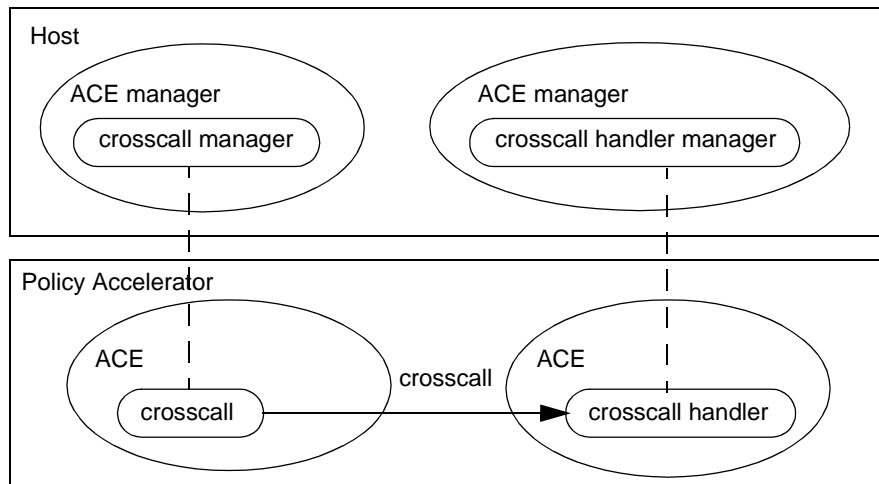 Host
ACE manager
crosscall manager
ACE manager
crosscall handler manager
Policy Accelerator
ACE
crosscall
crosscall
ACE
crosscall handler